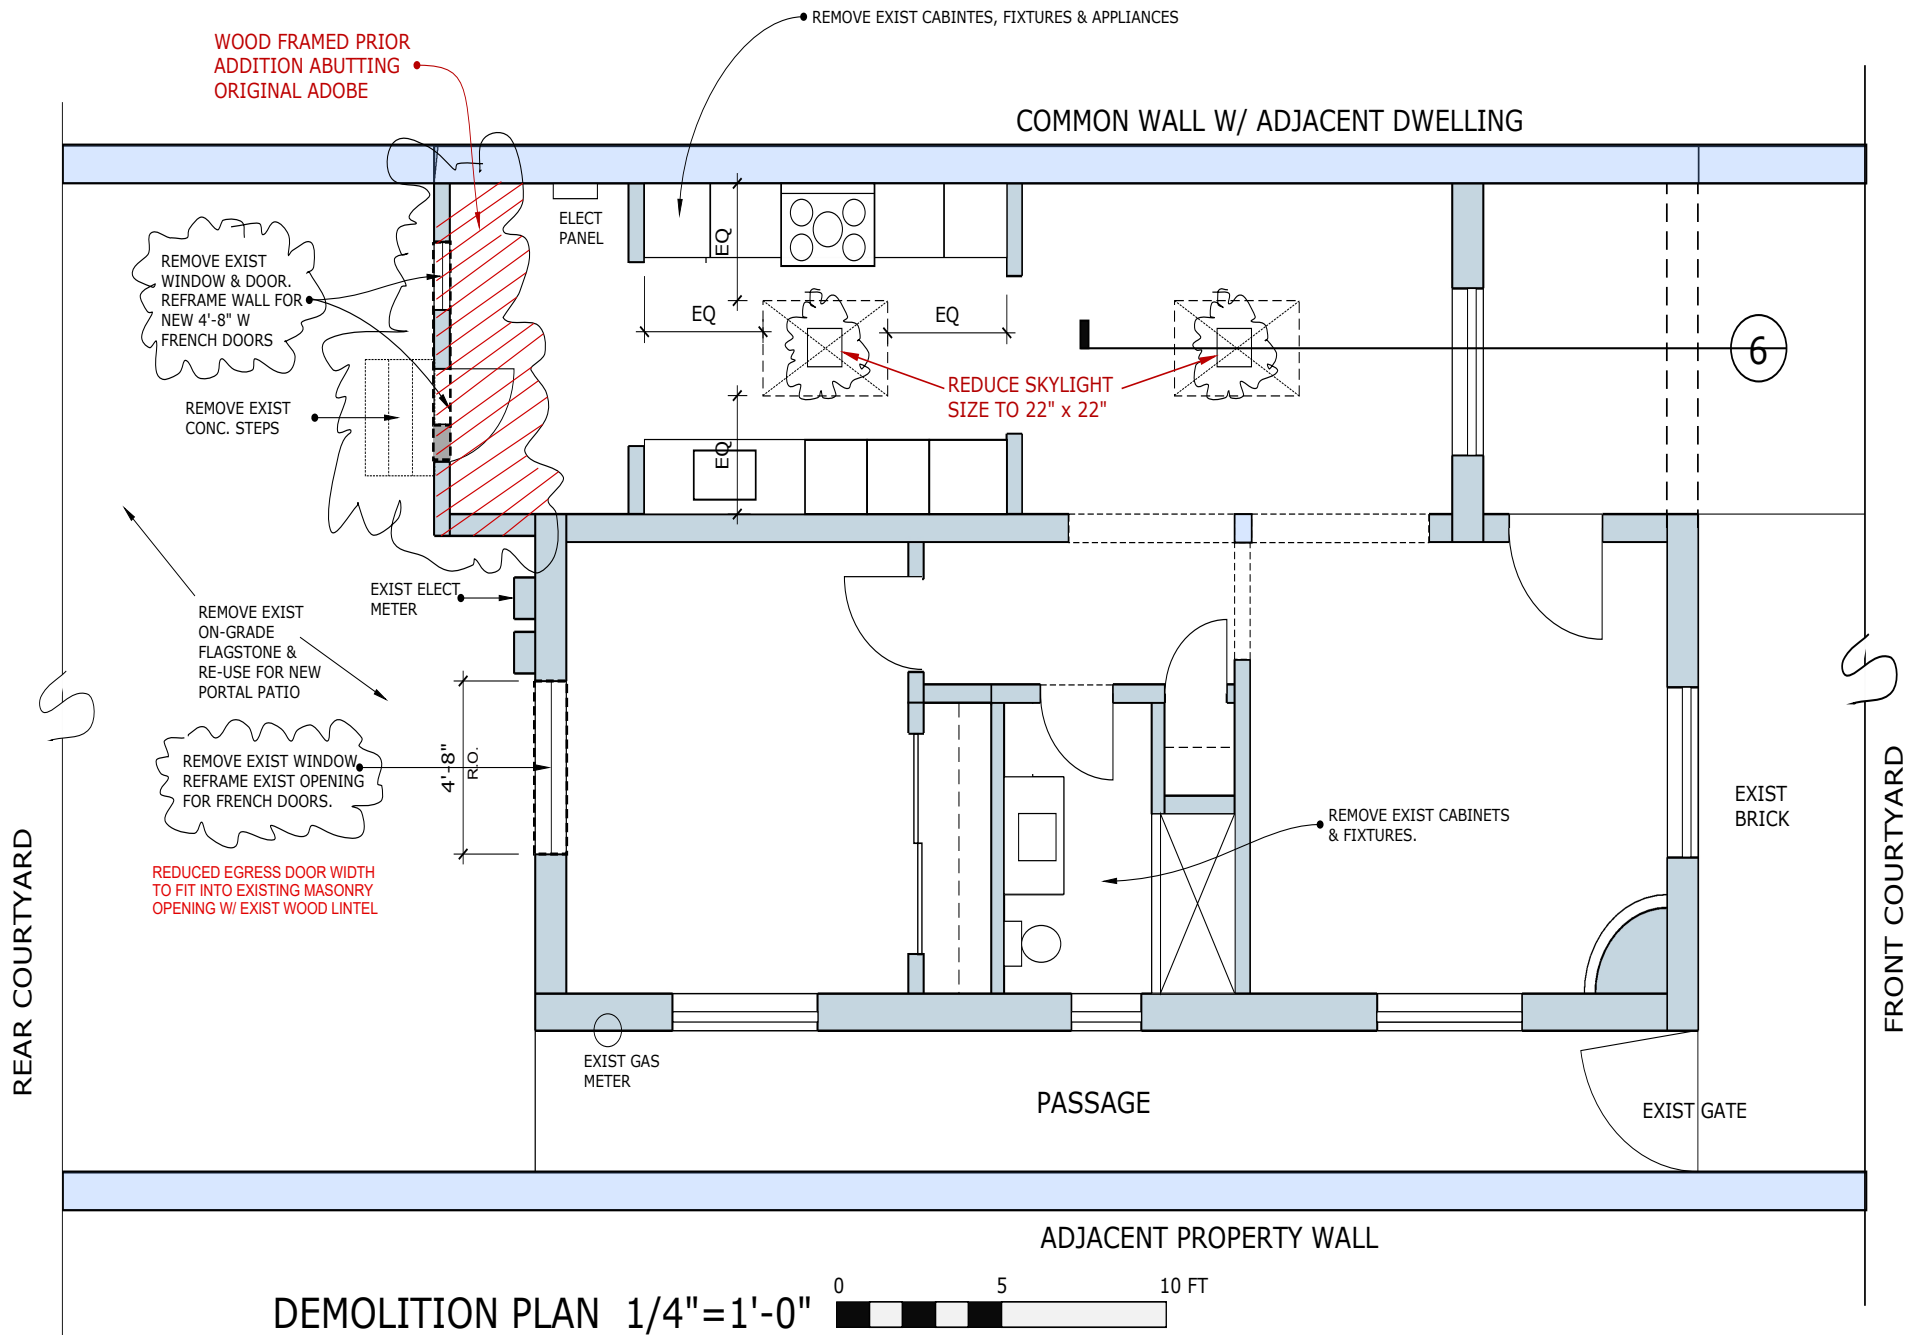 REMOVE EXIST CABINTES, FIXTURES & APPLIANCES
WOOD FRAMED PRIOR
ADDITION ABUTTING
ORIGINAL ADOBE
COMMON WALL W/ ADJACENT DWELLING
ELECT
PANEL
EQ
REMOVE EXIST
WINDOW & DOOR.
REFRAME WALL FOR
NEW 4'-8" W
FRENCH DOORS
EQ
EQ
6
REDUCE SKYLIGHT
SIZE TO 22" x 22"
REMOVE EXIST
CONC. STEPS
EQ
EXIST ELECT
METER
REMOVE EXIST
ON-GRADE
FLAGSTONE &
RE-USE FOR NEW
PORTAL PATIO
4'-8"
R.O.
REMOVE EXIST WINDOW
REFRAME EXIST OPENING
FOR FRENCH DOORS.
EXIST
BRICK
REMOVE EXIST CABINETS
& FIXTURES.
REDUCED EGRESS DOOR WIDTH
TO FIT INTO EXISTING MASONRY
OPENING W/ EXIST WOOD LINTEL
REAR COURTYARD
FRONT COURTYARD
EXIST GAS
METER
PASSAGE
EXIST GATE
ADJACENT PROPERTY WALL
DEMOLITION PLAN 1/4"=1'-0"
0 5 10 FT